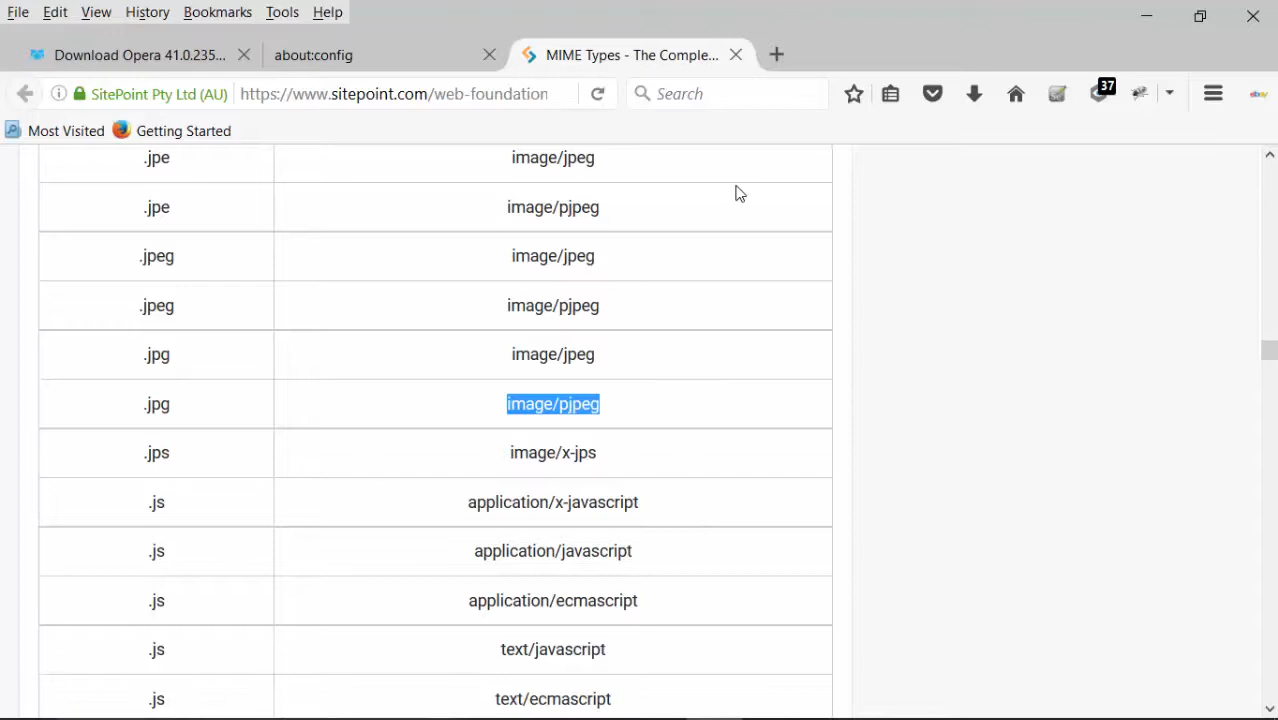 File Edit View History Bookmarks Tools Help
Download Opera 41.0.235... about:config MIME Types - The Comple...
SitePoint Pty Ltd (AU) https://www.sitepoint.com/web-foundation Search 37 ebay
Most Visited Getting Started
.jpe image/jpeg
.jpe image/pjpeg
.jpeg image/jpeg
.jpeg image/pjpeg
.jpg image/jpeg
.jpg image/pjpeg
.jps image/x-jps
.js application/x-javascript
.js application/javascript
.js application/ecmascript
.js text/javascript
.js text/ecmascript